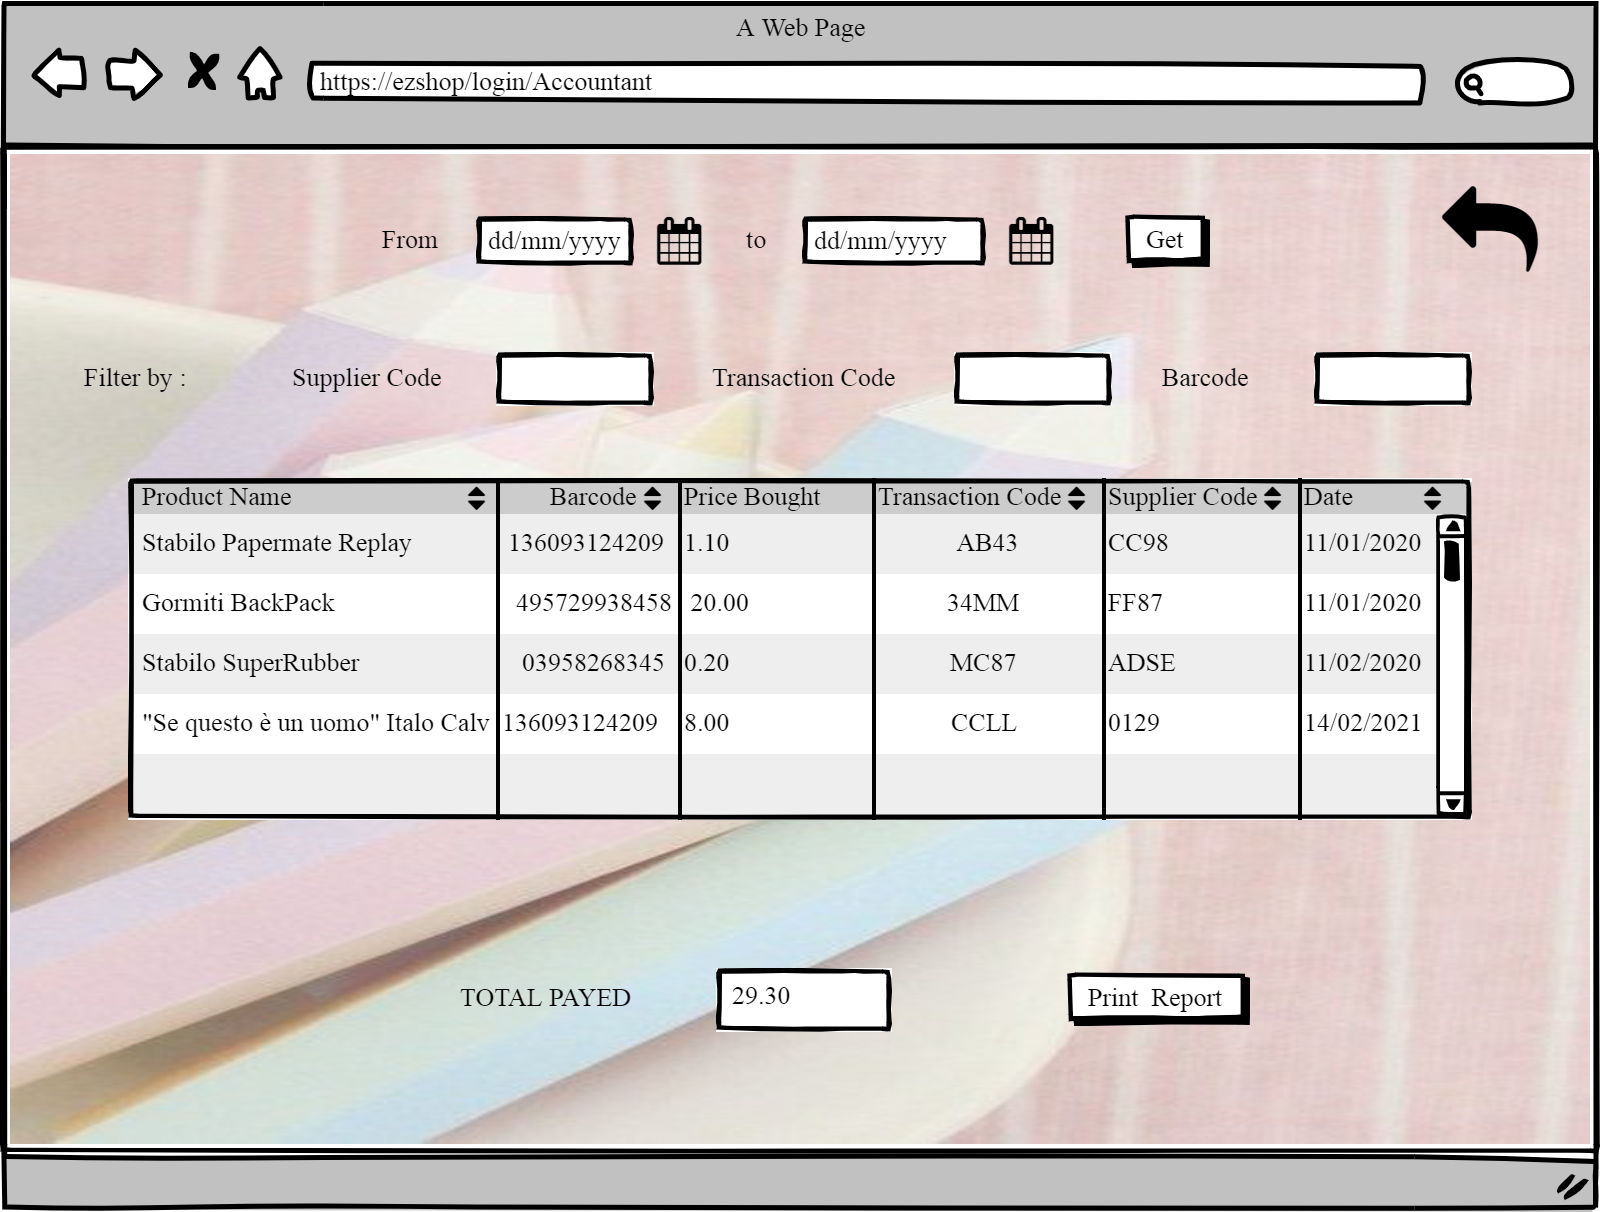 A Web Page
https://ezshop/login/Accountant
From dd/mm/yyyy to dd/mm/yyyy Get
Filter by : Supplier Code Transaction Code Barcode
Product Name Barcode Price Bought Transaction Code Supplier Code Date
Stabilo Papermate Replay 136093124209 1.10 AB43 CC98 11/01/2020
Gormiti BackPack 495729938458 20.00 34MM FF87 11/01/2020
Stabilo SuperRubber 03958268345 0.20 MC87 ADSE 11/02/2020
"Se questo è un uomo" Italo Calv 136093124209 8.00 CCLL 0129 14/02/2021
TOTAL PAYED 29.30 Print Report